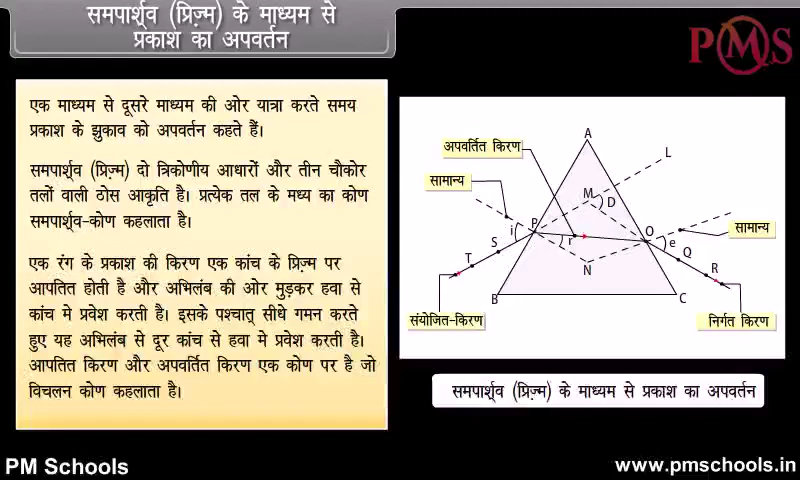 समपार्श्र्व (प्रिज़्म) के माध्यम से
प्रकाश का अपवर्तन
PMS
एक माध्यम से दूसरे माध्यम की ओर यात्रा करते समय
प्रकाश के झुकाव को अपवर्तन कहते हैं।
समपार्श्र्व (प्रिज़्म) दो त्रिकोणीय आधारों और तीन चौकोर
तलों वाली ठोस आकृति है। प्रत्येक तल के मध्य का कोण
समपार्श्र्व-कोण कहलाता है।
एक रंग के प्रकाश की किरण एक कांच के प्रिज़्म पर
आपतित होती है और अभिलंब की ओर मुड़कर हवा से
कांच मे प्रवेश करती है। इसके पश्चात् सीधे गमन करते
हुए यह अभिलंब से दूर कांच से हवा मे प्रवेश करती है।
आपतित किरण और अपवर्तित किरण एक कोण पर है जो
विचलन कोण कहलाता है।
A
अपवर्तित किरण
L
सामान्य
M
D
i
P
O
सामान्य
S
r
e
T
N
Q
R
B
C
संयोजित-किरण
निर्गत किरण
समपार्श्र्व (प्रिज़्म) के माध्यम से प्रकाश का अपवर्तन
PM Schools
www.pmschools.in